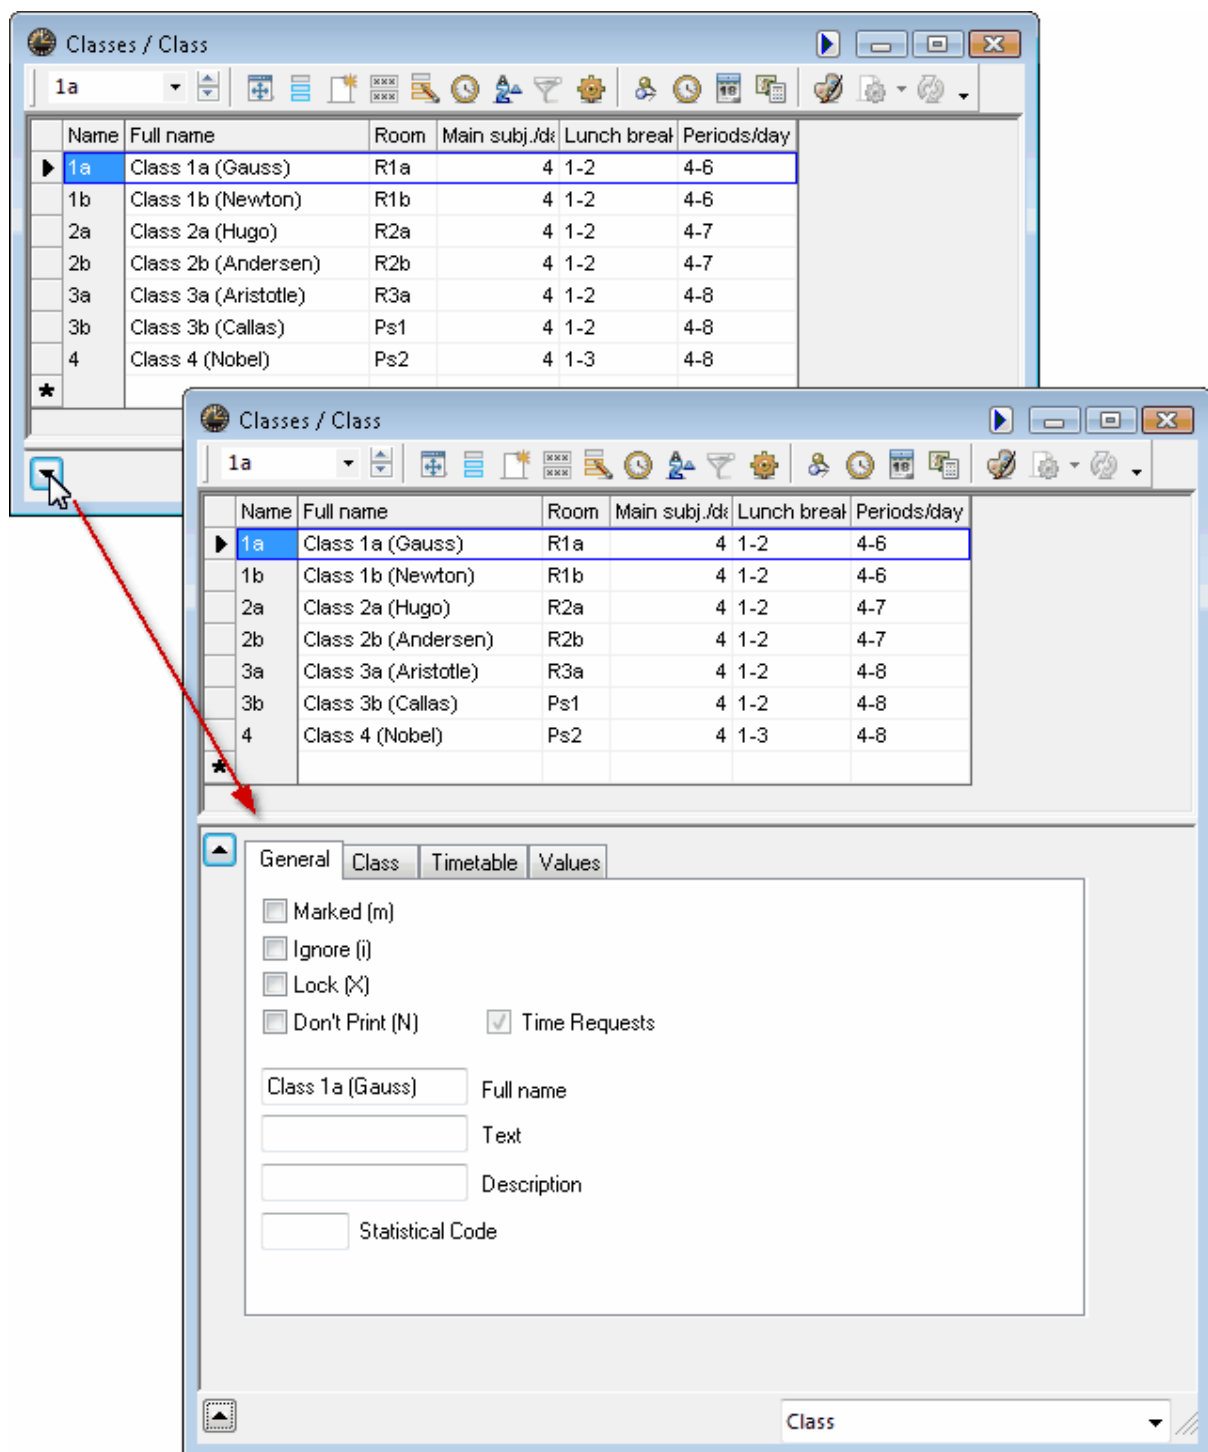 Classes / Class
1a
Name Full name Room Main subj./da Lunch break Periods/day
1a Class 1a (Gauss) R1a 4 1-2 4-6
1b Class 1b (Newton) R1b 4 1-2 4-6
2a Class 2a (Hugo) R2a 4 1-2 4-7
2b Class 2b (Andersen) R2b 4 1-2 4-7
3a Class 3a (Aristotle) R3a 4 1-2 4-8
3b Class 3b (Callas) Ps1 4 1-2 4-8
4 Class 4 (Nobel) Ps2 4 1-3 4-8
Classes / Class
1a
Name Full name Room Main subj./da Lunch break Periods/day
1a Class 1a (Gauss) R1a 4 1-2 4-6
1b Class 1b (Newton) R1b 4 1-2 4-6
2a Class 2a (Hugo) R2a 4 1-2 4-7
2b Class 2b (Andersen) R2b 4 1-2 4-7
3a Class 3a (Aristotle) R3a 4 1-2 4-8
3b Class 3b (Callas) Ps1 4 1-2 4-8
4 Class 4 (Nobel) Ps2 4 1-3 4-8
General Class Timetable Values
Marked (m)
Ignore (i)
Lock (X)
Don't Print (N) Time Requests
Class 1a (Gauss) Full name
Text
Description
Statistical Code
Class